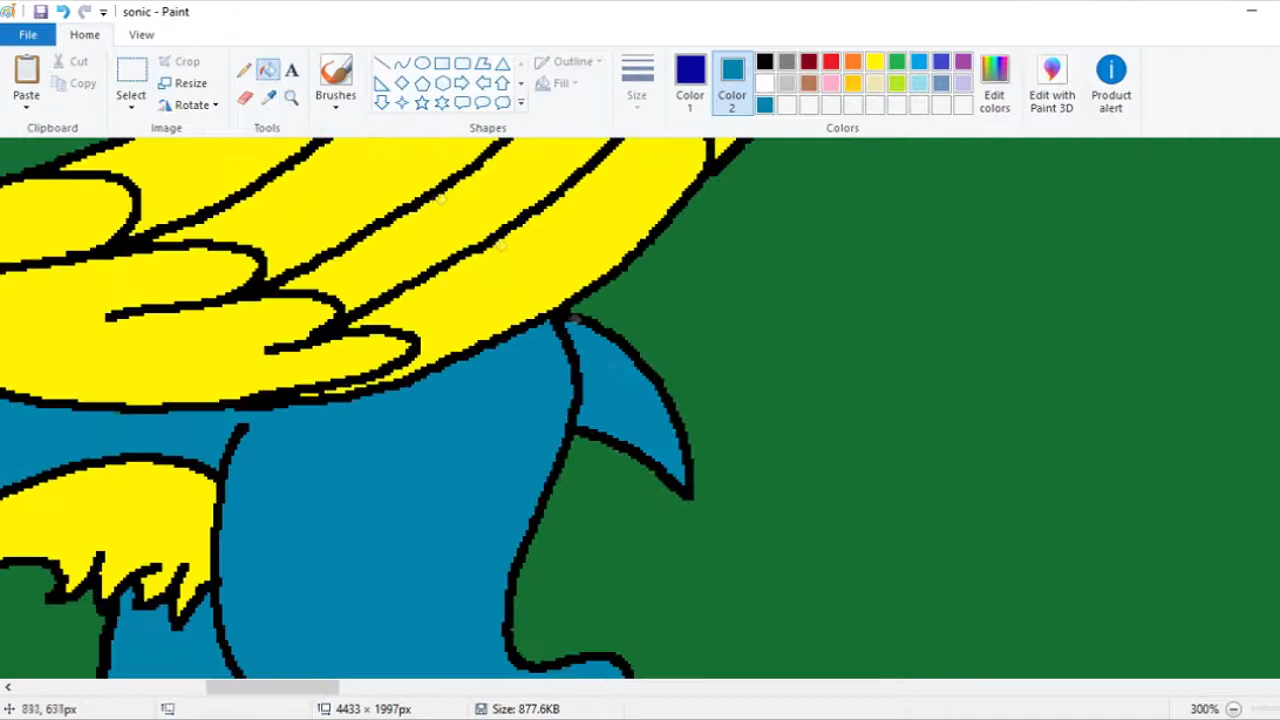 sonic - Paint
File
Home
View
Paste
Cut
Copy
Clipboard
Select
Crop
Resize
Rotate
Image
A
Tools
Brushes
Outline
Fill
Shapes
Size
Color
1
Color
2
Edit
colors
Colors
Edit with
Paint 3D
Product
alert
4433 × 1997px
Size: 877.6KB
300%